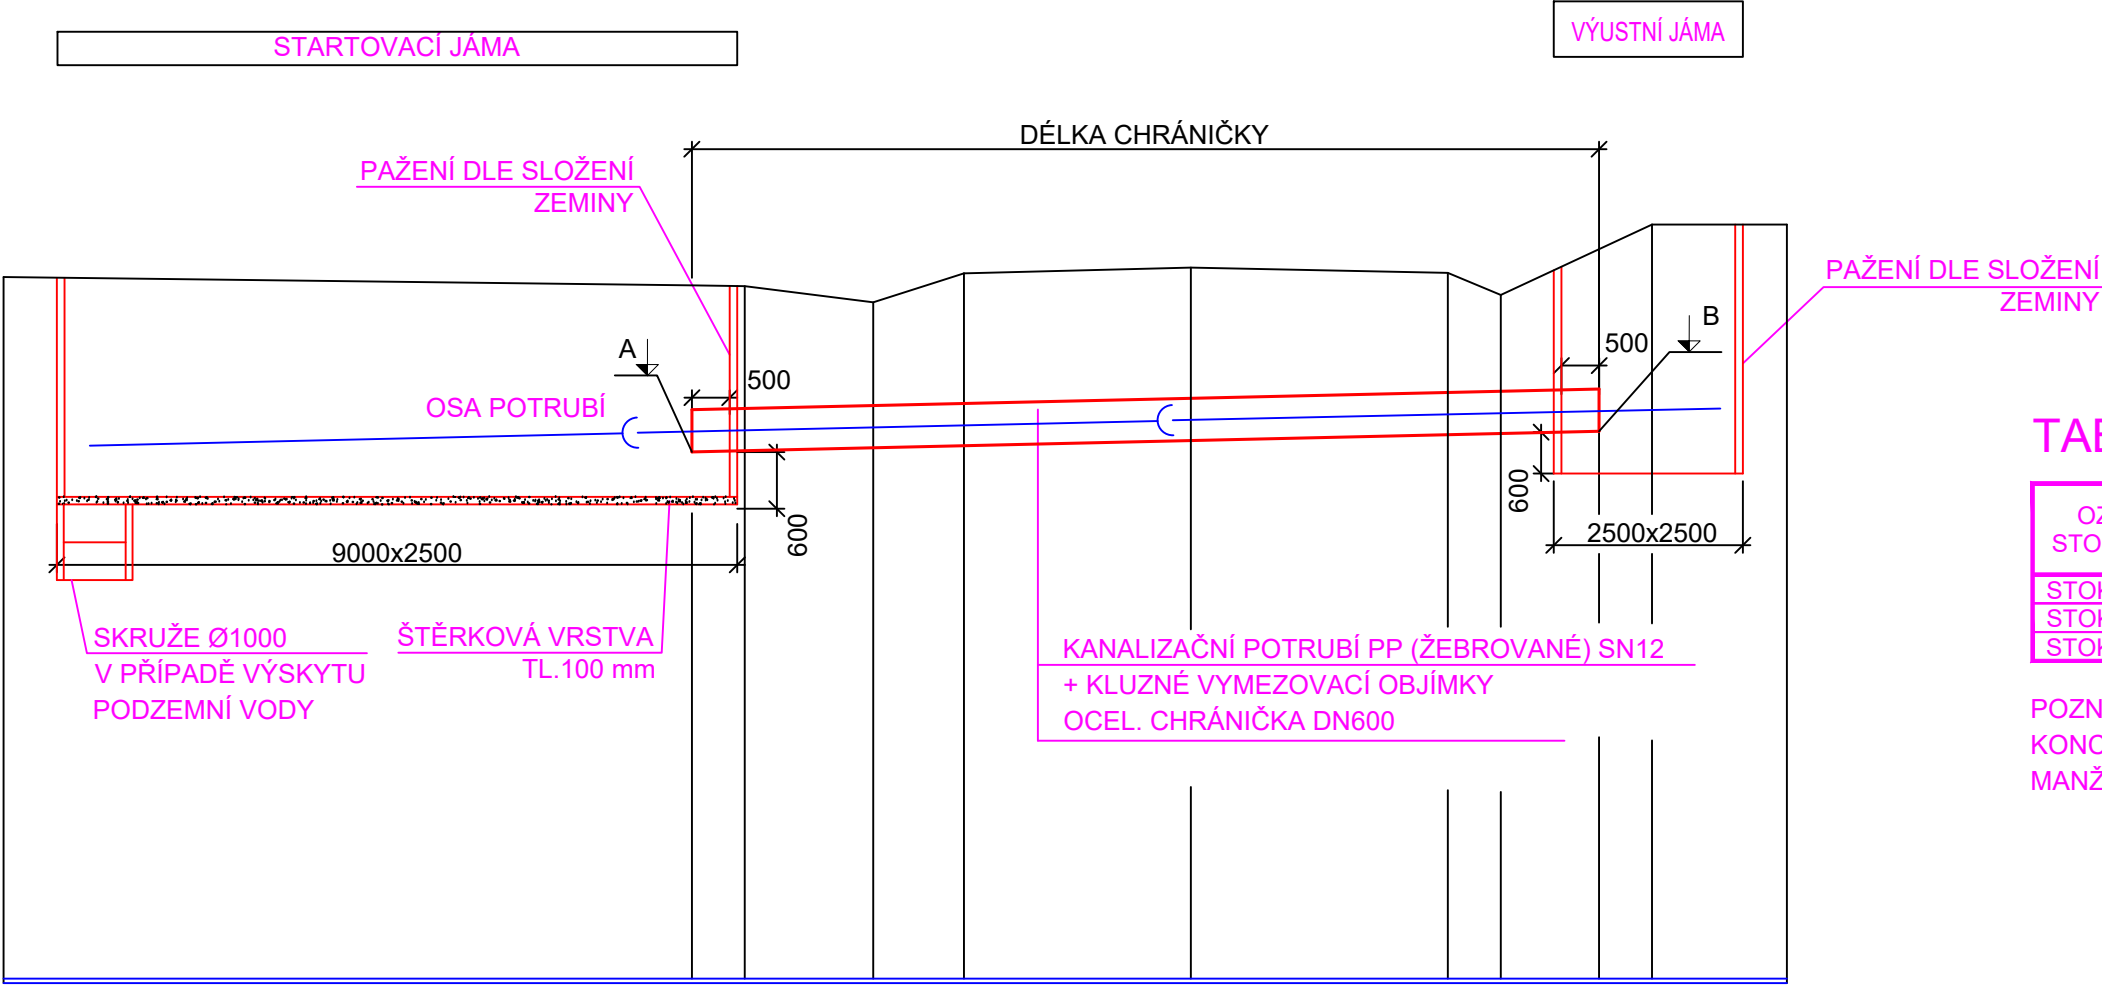 STARTOVACÍ JÁMA
VÝUSTNÍ JÁMA
DÉLKA CHRÁNIČKY
PAŽENÍ DLE SLOŽENÍ
ZEMINY
PAŽENÍ DLE SLOŽENÍ
ZEMINY
A
B
500
500
OSA POTRUBÍ
600
600
9000x2500
2500x2500
SKRUŽE Ø1000
V PŘÍPADĚ VÝSKYTU
PODZEMNÍ VODY
ŠTĚRKOVÁ VRSTVA
TL.100 mm
KANALIZAČNÍ POTRUBÍ PP (ŽEBROVANÉ) SN12
+ KLUZNÉ VYMEZOVACÍ OBJÍMKY
OCEL. CHRÁNIČKA DN600